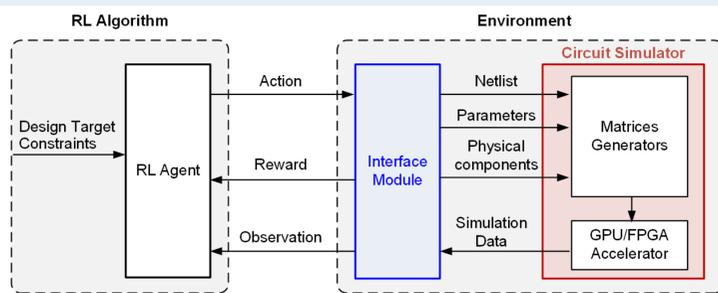 RL Algorithm
Environment
Circuit Simulator
Design Target
Constraints
RL Agent
Action
Reward
Observation
Interface
Module
Netlist
Parameters
Physical
components
Simulation
Data
Matrices
Generators
GPU/FPGA
Accelerator